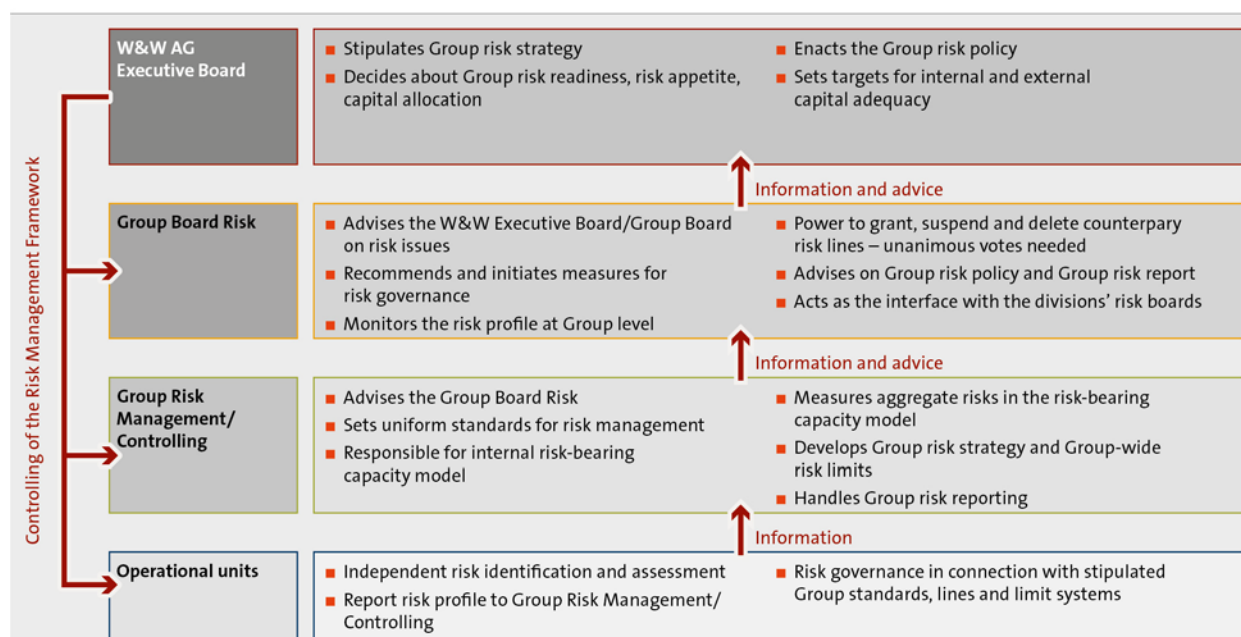 Controlling of the Risk Management Framework
W&W AG
Executive Board
Stipulates Group risk strategy
Decides about Group risk readiness, risk appetite,
capital allocation
Enacts the Group risk policy
Sets targets for internal and external
capital adequacy
Information and advice
Group Board Risk
Advises the W&W Executive Board/Group Board
on risk issues
Recommends and initiates measures for
risk governance
Monitors the risk profile at Group level
Power to grant, suspend and delete counterpary
risk lines – unanimous votes needed
Advises on Group risk policy and Group risk report
Acts as the interface with the divisions’ risk boards
Information and advice
Group Risk
Management/
Controlling
Advises the Group Board Risk
Sets uniform standards for risk management
Responsible for internal risk-bearing
capacity model
Measures aggregate risks in the risk-bearing
capacity model
Develops Group risk strategy and Group-wide
risk limits
Handles Group risk reporting
Information
Operational units
Independent risk identification and assessment
Report risk profile to Group Risk Management/
Controlling
Risk governance in connection with stipulated
Group standards, lines and limit systems